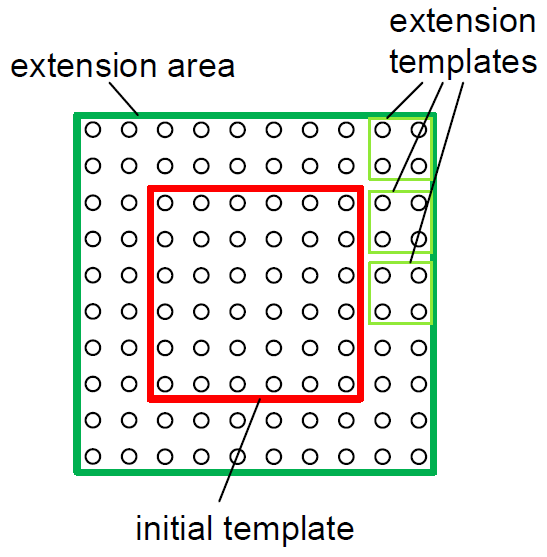 extension
templates
extension area
initial template